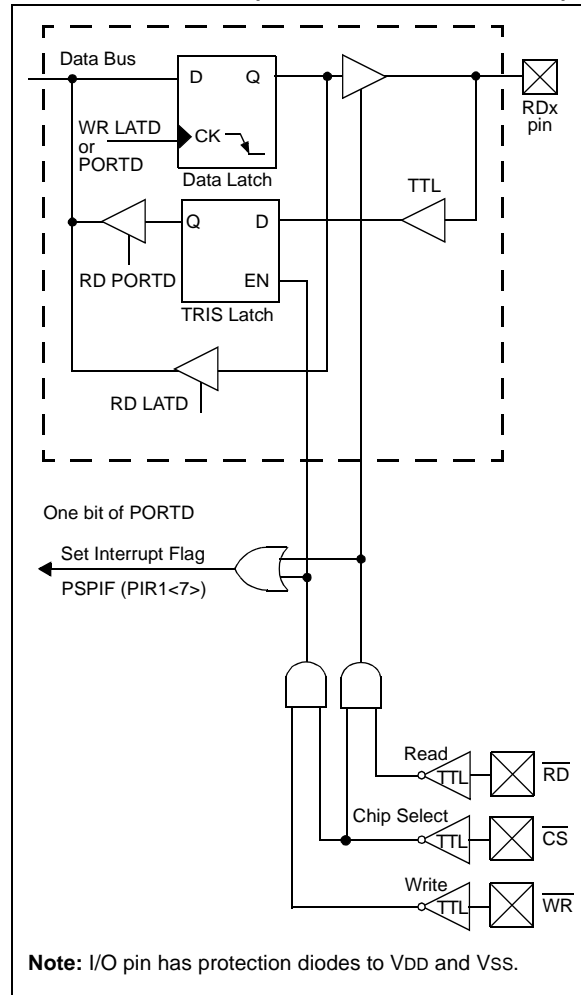 Data Bus
D Q
RDx
pin
WR LATD
or
PORTD
CK
Data Latch
TTL
Q D
RD PORTD
EN
TRIS Latch
RD LATD
One bit of PORTD
Set Interrupt Flag
PSPIF (PIR1<7>)
Read
TTL
RD
Chip Select
TTL
CS
Write
TTL
WR
Note: I/O pin has protection diodes to VDD and VSS.